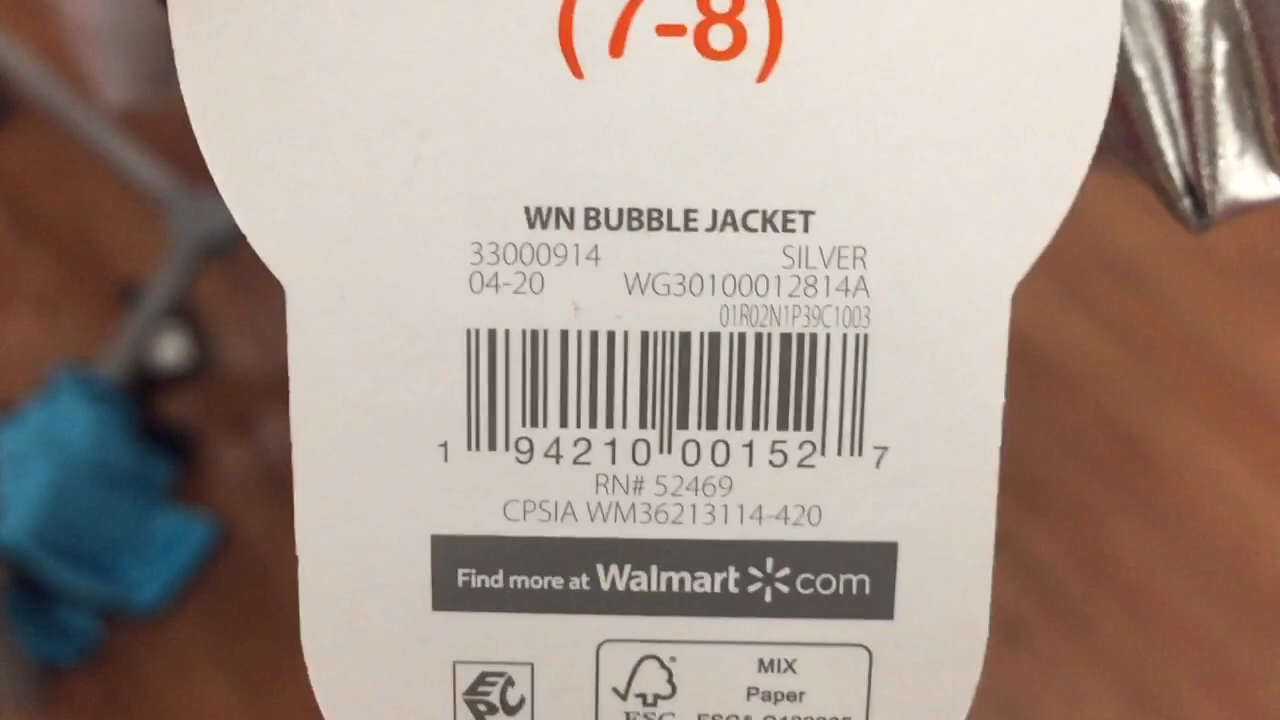 (7-8)
WN BUBBLE JACKET
33000914 SILVER
04-20 WG30100012814A
01R02N1P39C1003
1 94210 00152 7
RN# 52469
CPSIA WM36213114-420
Find more at Walmart com
EPC MIX
Paper
FSC